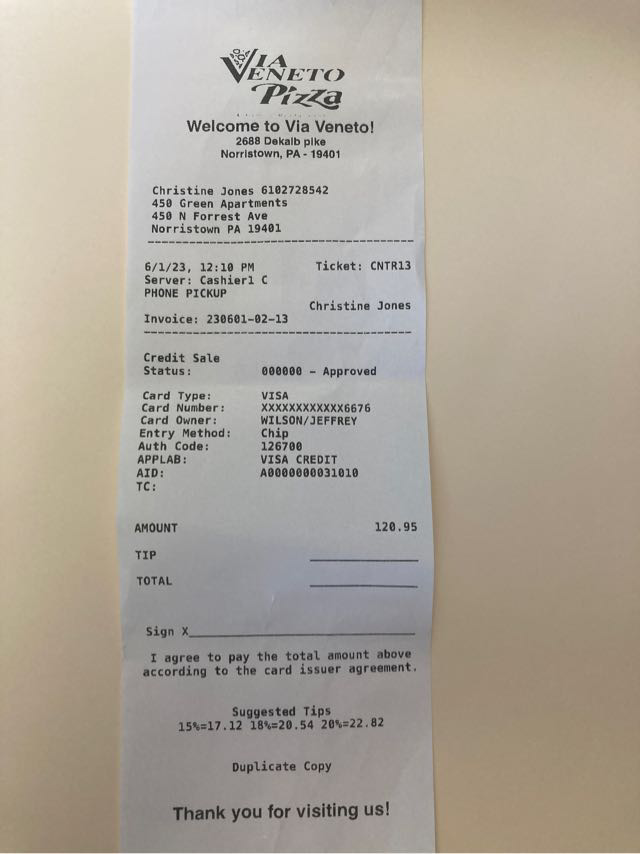 VIA
VENETO
Pizza
Welcome to Via Veneto!
2688 Dekalb pike
Norristown, PA - 19401
Christine Jones 6102728542
450 Green Apartments
450 N Forrest Ave
Norristown PA 19401
6/1/23, 12:10 PM Ticket: CNTR13
Server: Cashier1 C
PHONE PICKUP
Christine Jones
Invoice: 230601-02-13
Credit Sale
Status: 000000 - Approved
Card Type: VISA
Card Number: XXXXXXXXXXXX6676
Card Owner: WILSON/JEFFREY
Entry Method: Chip
Auth Code: 126700
APPLAB: VISA CREDIT
AID: A0000000031010
TC:
AMOUNT 120.95
TIP
TOTAL
Sign X
I agree to pay the total amount above
according to the card issuer agreement.
Suggested Tips
15%=17.12 18%=20.54 20%=22.82
Duplicate Copy
Thank you for visiting us!